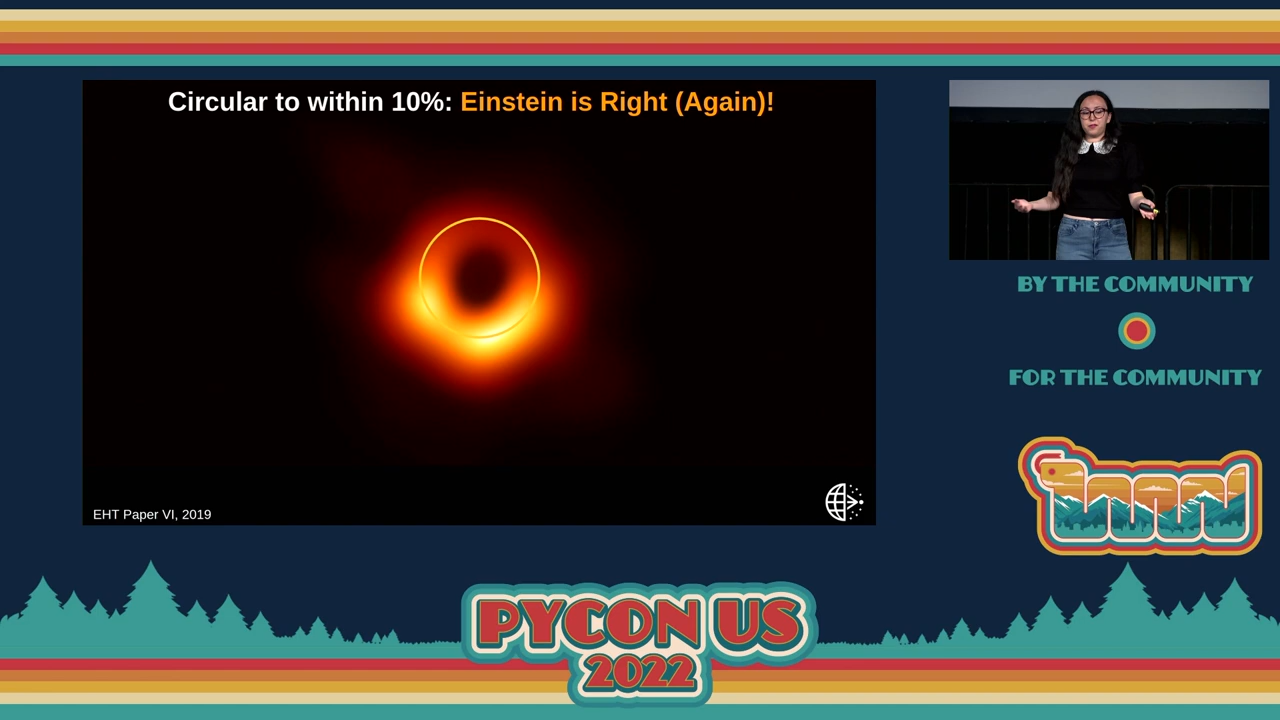 Circular to within 10%: Einstein is Right (Again)!
EHT Paper VI, 2019
BY THE COMMUNITY
FOR THE COMMUNITY
PYCON US
2022